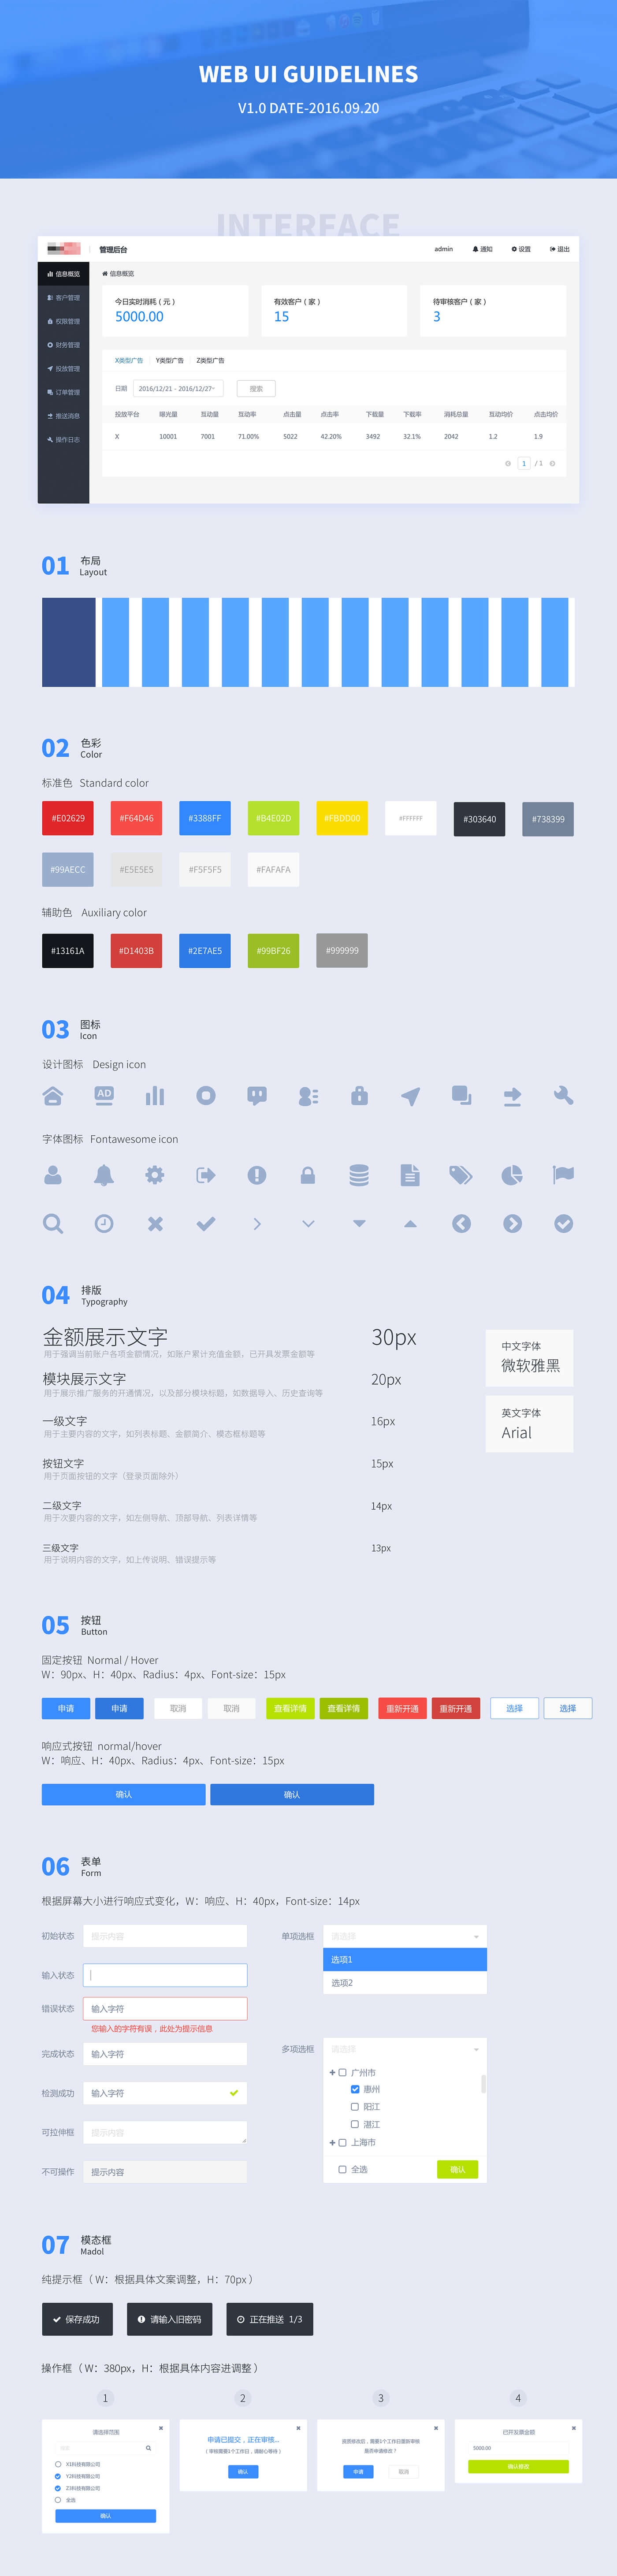 WEB UI GUIDELINES
V1.0 DATE-2016.09.20
INTERFACE
管理后台
admin 通知 设置 退出
信息概览
客户管理
权限管理
财务管理
投放管理
订单管理
推送消息
操作日志
信息概览
今日实时消耗（元） 有效客户（家） 待审核客户（家）
5000.00 15 3
X类型广告 Y类型广告 Z类型广告
日期 2016/12/21 - 2016/12/27 搜索
投放平台 曝光量 互动量 互动率 点击量 点击率 下载量 下载率 消耗总量 互动均价 点击均价
X 10001 7001 71.00% 5022 42.20% 3492 32.1% 2042 1.2 1.9
1 / 1
01 布局
Layout
02 色彩
Color
标准色 Standard color
#E02629 #F64D46 #3388FF #B4E02D #FBDD00 #FFFFFF #303640 #738399
#99AECC #E5E5E5 #F5F5F5 #FAFAFA
辅助色 Auxiliary color
#13161A #D1403B #2E7AE5 #99BF26 #999999
03 图标
Icon
设计图标 Design icon
AD
字体图标 Fontawesome icon
04 排版
Typography
金额展示文字 30px
用于强调当前账户各项金额情况，如账户累计充值金额，已开具发票金额等
模块展示文字 20px
用于展示推广服务的开通情况，以及部分模块标题，如数据导入、历史查询等
一级文字 16px
用于主要内容的文字，如列表标题、金额简介、模态框标题等
按钮文字 15px
用于页面按钮的文字（登录页面除外）
二级文字 14px
用于次要内容的文字，如左侧导航、顶部导航、列表详情等
三级文字 13px
用于说明内容的文字，如上传说明、错误提示等
中文字体
微软雅黑
英文字体
Arial
05 按钮
Button
固定按钮 Normal / Hover
W：90px、H：40px、Radius：4px、Font-size：15px
申请 申请 取消 取消 查看详情 查看详情 重新开通 重新开通 选择 选择
响应式按钮 normal/hover
W：响应、H：40px、Radius：4px、Font-size：15px
确认 确认
06 表单
Form
根据屏幕大小进行响应式变化，W：响应、H：40px，Font-size：14px
初始状态 提示内容
输入状态
错误状态 输入字符
您输入的字符有误，此处为提示信息
完成状态 输入字符
检测成功 输入字符
可拉伸框 提示内容
不可操作 提示内容
单项选框 请选择
选项1
选项2
多项选框 请选择
广州市
惠州
阳江
湛江
上海市
全选 确认
07 模态框
Madol
纯提示框（ W：根据具体文案调整，H：70px ）
保存成功 请输入旧密码 正在推送 1/3
操作框（ W：380px，H：根据具体内容进调整 ）
1 2 3 4
请选择范围
X1科技有限公司
Y2科技有限公司
Z3科技有限公司
全选
确认
申请已提交，正在审核...
（审核需要1个工作日，请耐心等待）
确认
资质修改后，需要1个工作日重新审核
是否申请修改？
申请 取消
已开发票金额
5000.00
确认修改